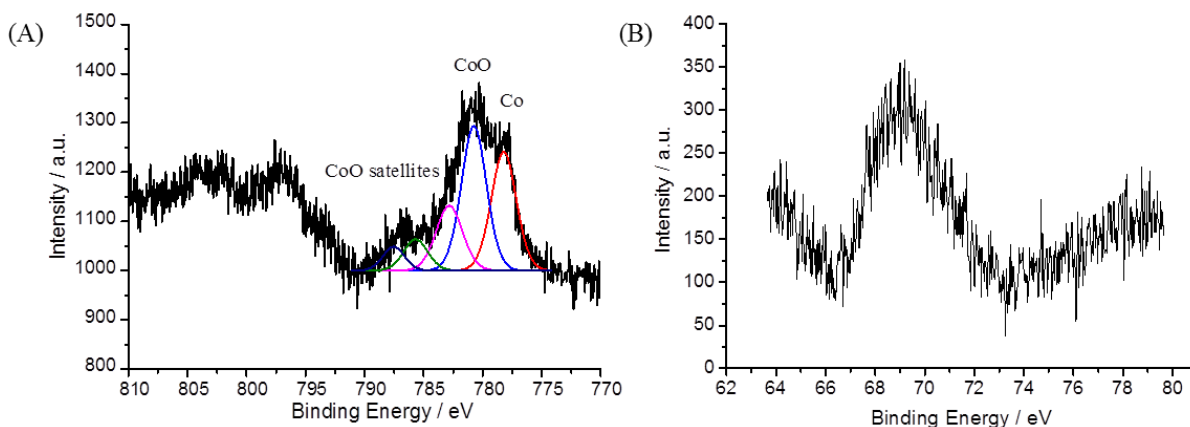 (A)
1500
1400
1300
1200
1100
1000
900
800
Intensity / a.u.
CoO
Co
CoO satellites
810 805 800 795 790 785 780 775 770
Binding Energy / eV
(B)
400
350
300
250
200
150
100
50
0
Intensity / a.u.
62 64 66 68 70 72 74 76 78 80
Binding Energy / eV